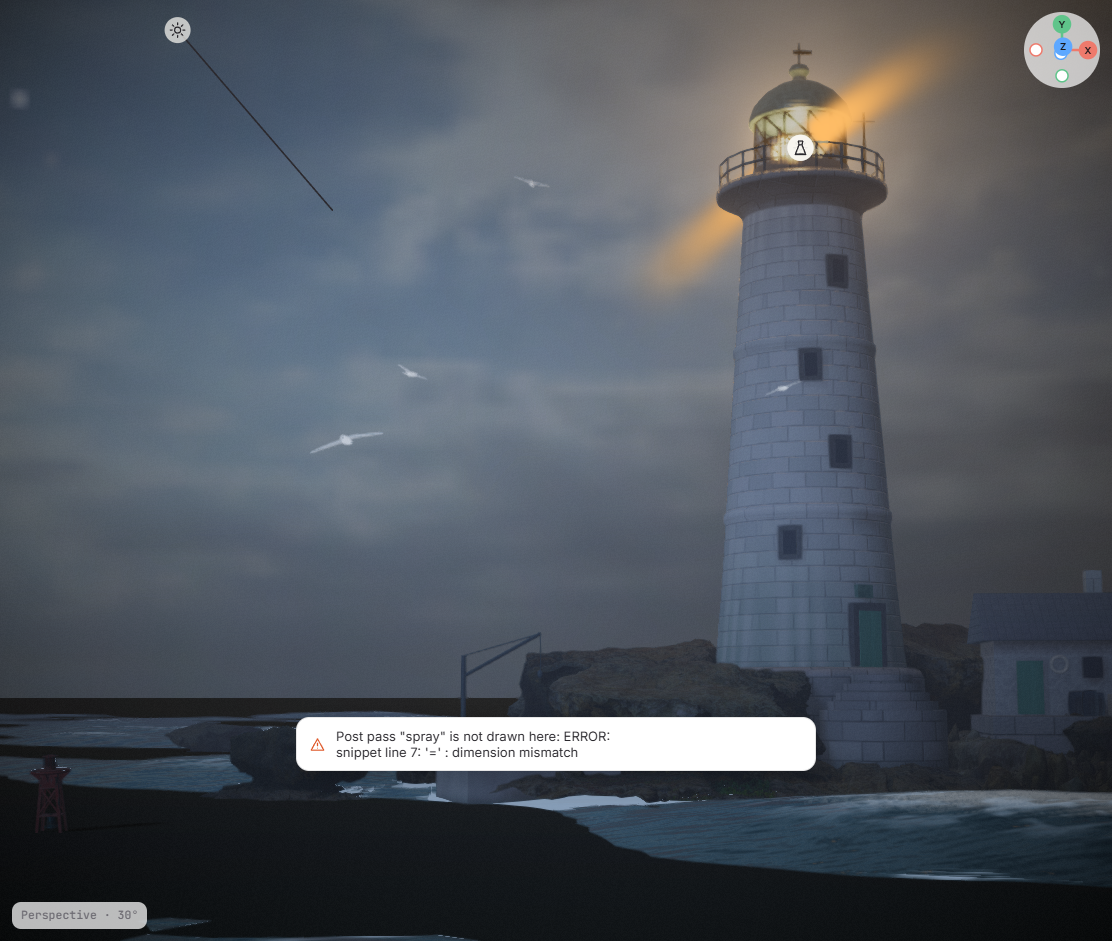 Y
Z
X
Post pass "spray" is not drawn here: ERROR:
snippet line 7: '=' : dimension mismatch
Perspective · 30°